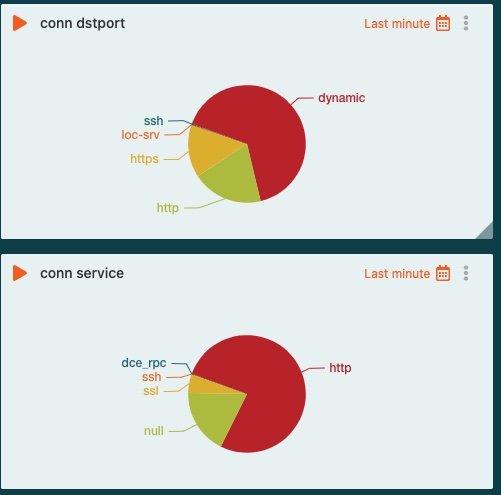 conn dstport
Last minute
dynamic
ssh
loc-srv
https
http
conn service
Last minute
dce_rpc
http
ssh
ssl
null